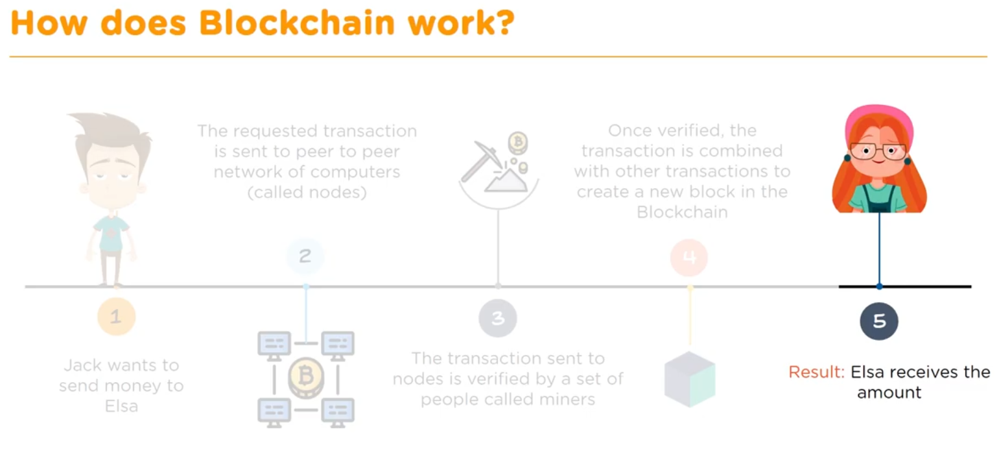 How does Blockchain work?
1
Jack wants to
send money to
Elsa
The requested transaction
is sent to peer to peer
network of computers
(called nodes)
2
B
B
3
The transaction sent to
nodes is verified by a set of
people called miners
Once verified, the
transaction is combined
with other transactions to
create a new block in the
Blockchain
4
5
Result: Elsa receives the
amount